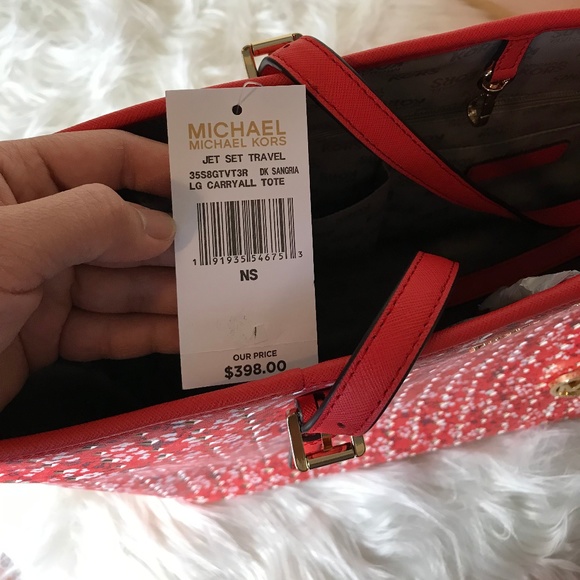 MICHAEL
MICHAEL KORS
JET SET TRAVEL
35S8GTVT3R DK SANGRIA
LG CARRYALL TOTE
1 91935 54675 3
NS
OUR PRICE
$398.00